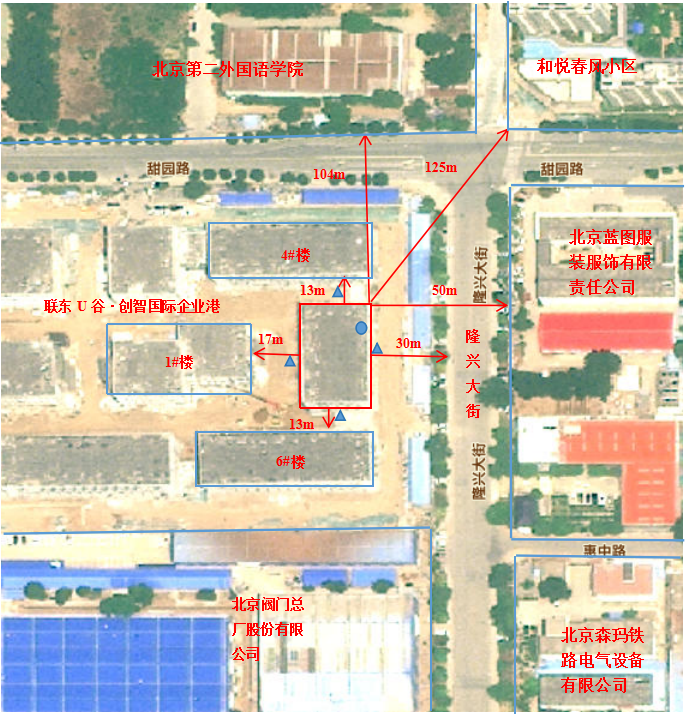 北京第二外国语学院
和悦春风小区
甜园路
104m
125m
甜园路
4#楼
隆兴大街
北京蓝图服
装服饰有限
责任公司
13m
50m
联东 U 谷·创智国际企业港
17m
1#楼
30m
隆
兴
大
街
13m
6#楼
隆兴大街
惠中路
北京阀门总
厂股份有限
公司
北京森玛铁
路电气设备
有限公司